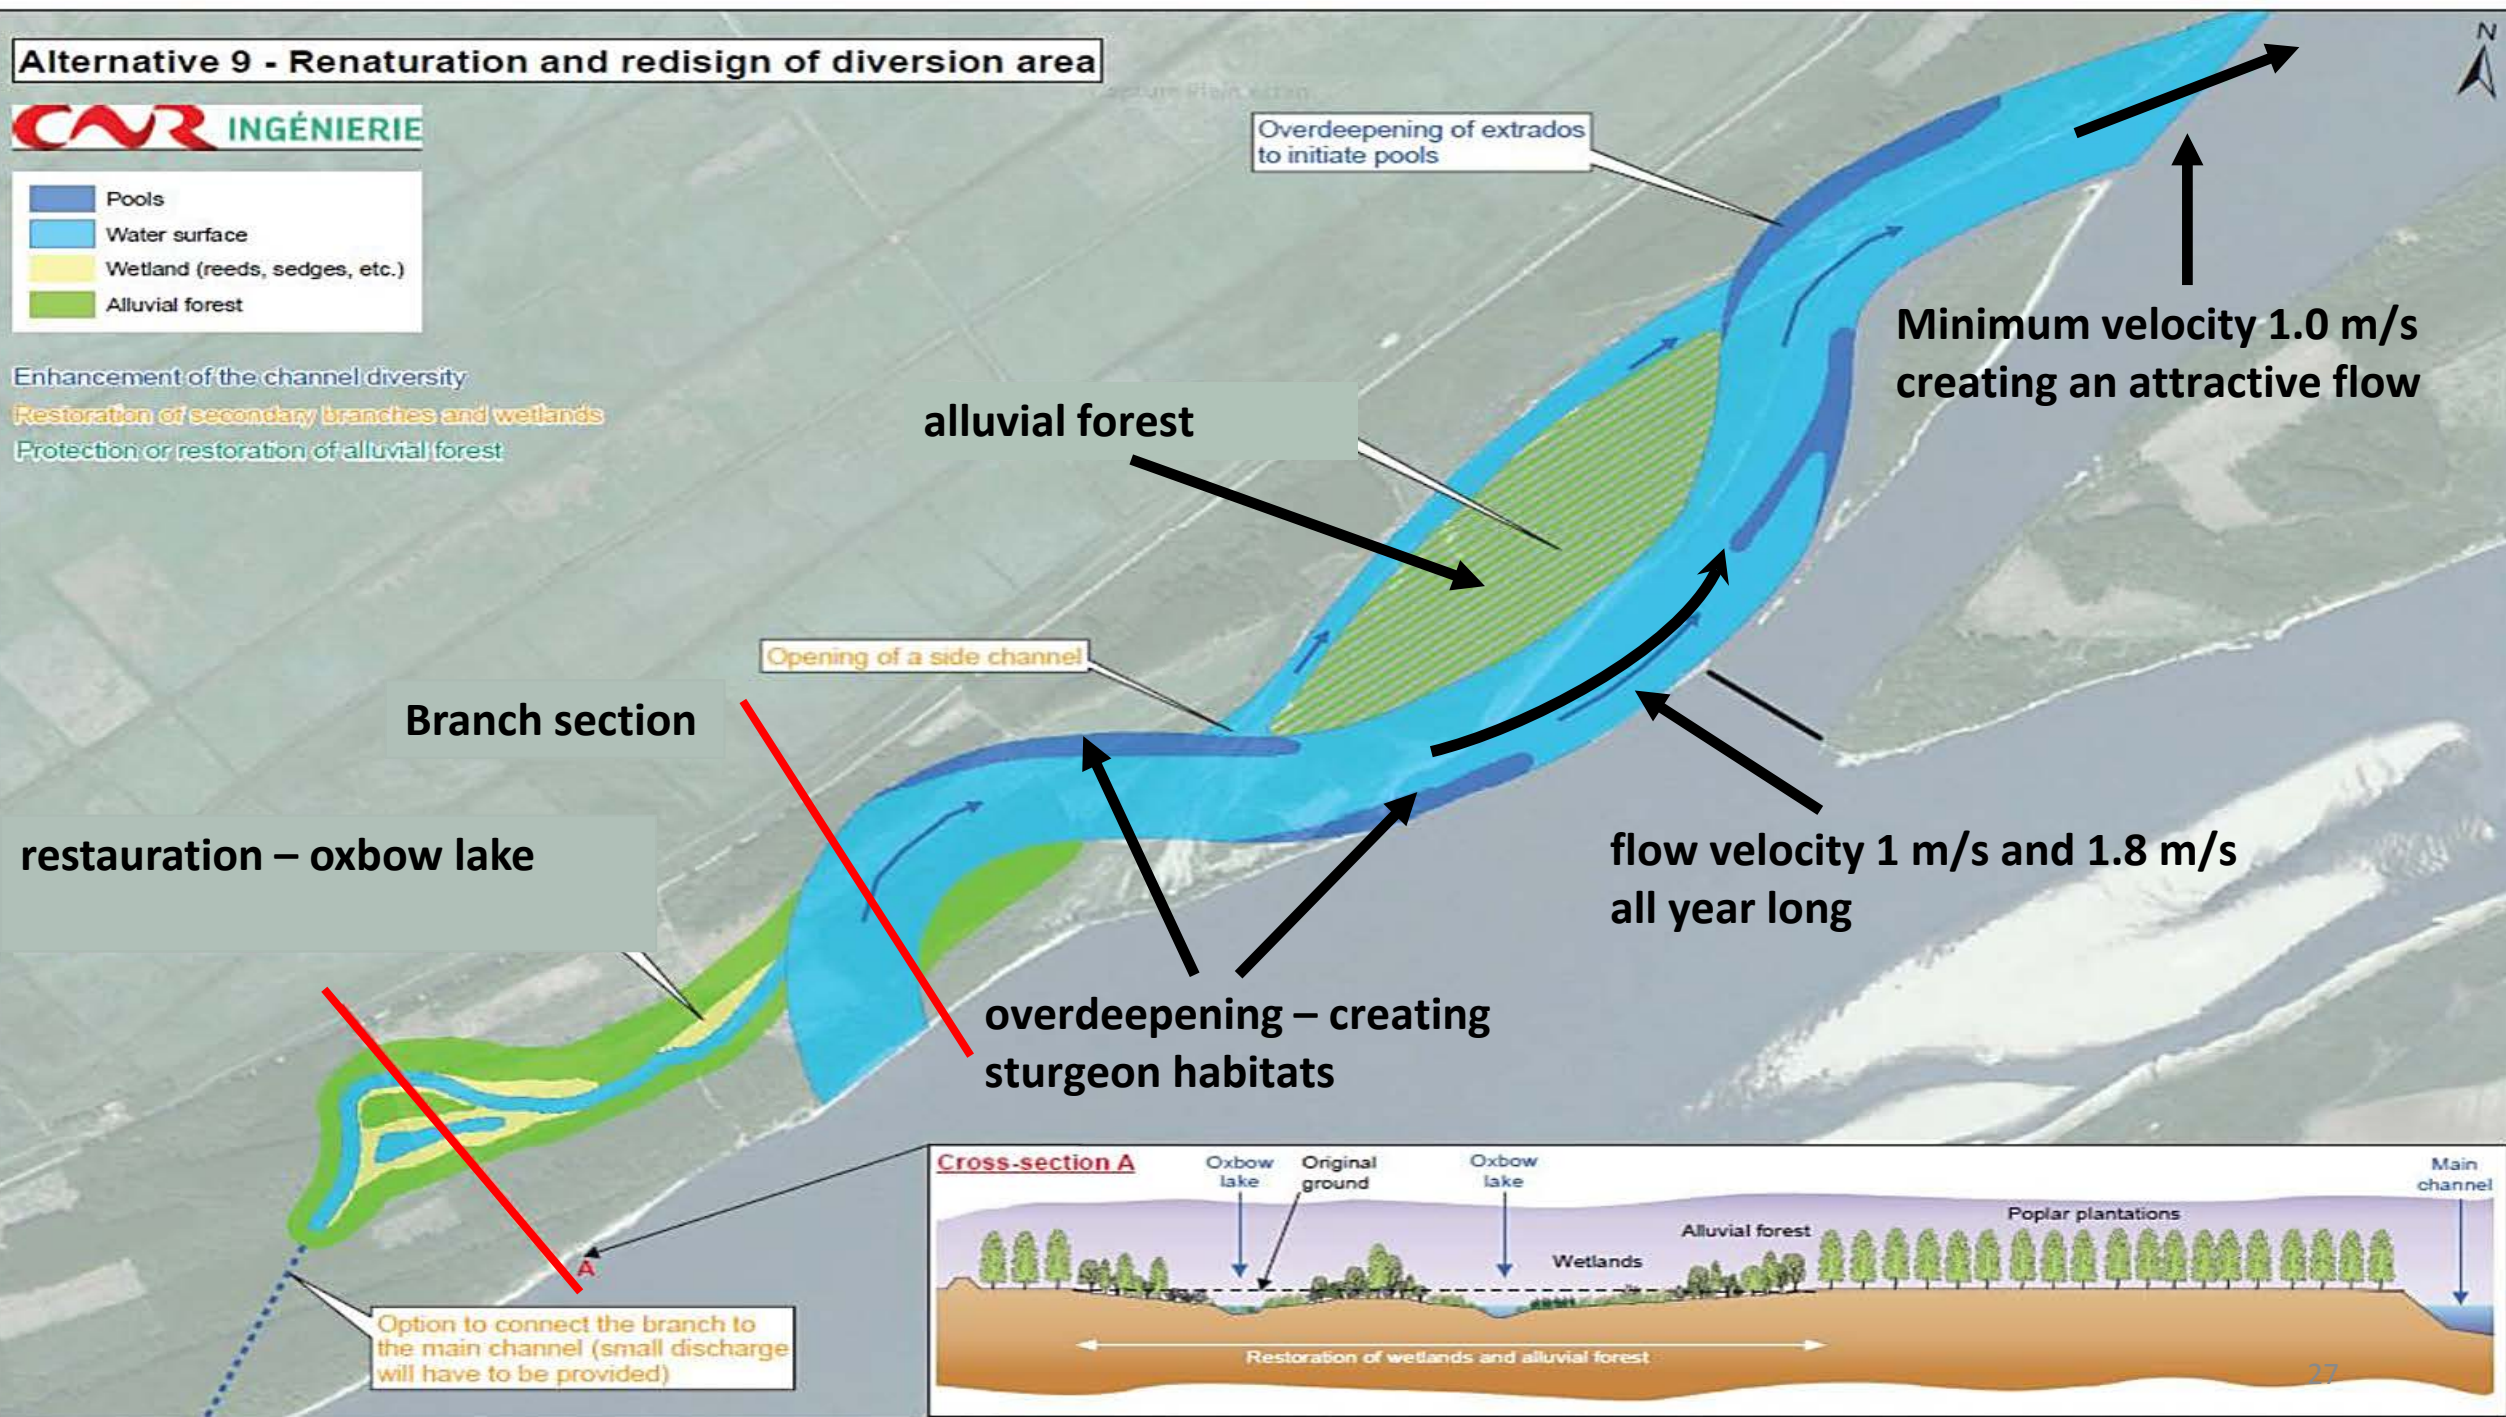 Alternative 9 - Renaturation and redisign of diversion area
N
CNR INGÉNIERIE
Pools
Water surface
Wetland (reeds, sedges, etc.)
Alluvial forest
Enhancement of the channel diversity
Restoration of secondary branches and wetlands
Protection or restoration of alluvial forest
Overdeepening of extrados
to initiate pools
Minimum velocity 1.0 m/s
creating an attractive flow
alluvial forest
Opening of a side channel
Branch section
restauration – oxbow lake
flow velocity 1 m/s and 1.8 m/s
all year long
overdeepening – creating
sturgeon habitats
A
Option to connect the branch to
the main channel (small discharge
will have to be provided)
Cross-section A
Oxbow
lake
Original
ground
Oxbow
lake
Wetlands
Alluvial forest
Poplar plantations
Main
channel
Restoration of wetlands and alluvial forest
27